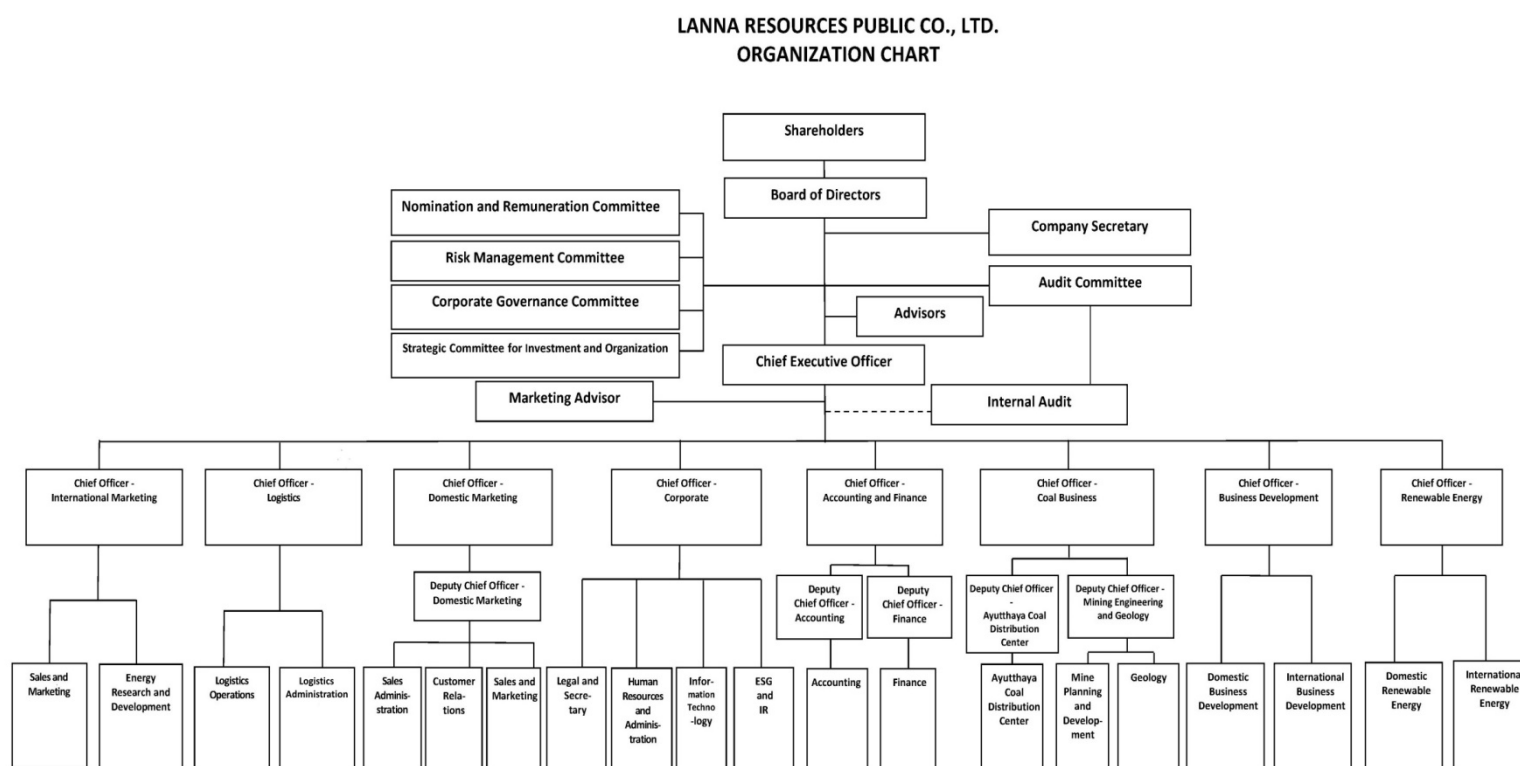 LANNA RESOURCES PUBLIC CO., LTD.
ORGANIZATION CHART
Shareholders
Board of Directors
Nomination and Remuneration Committee
Company Secretary
Risk Management Committee
Audit Committee
Corporate Governance Committee
Advisors
Strategic Committee for Investment and Organization
Chief Executive Officer
Marketing Advisor
Internal Audit
Chief Officer -
International Marketing
Chief Officer -
Logistics
Chief Officer -
Domestic Marketing
Chief Officer -
Corporate
Chief Officer -
Accounting and Finance
Chief Officer -
Coal Business
Chief Officer -
Business Development
Chief Officer -
Renewable Energy
Deputy Chief Officer -
Domestic Marketing
Deputy
Chief Officer -
Accounting
Deputy
Chief Officer -
Finance
Deputy Chief Officer
-
Ayutthaya Coal
Distribution
Center
Deputy Chief Officer -
Mining Engineering
and Geology
Sales and
Marketing
Energy
Research and
Development
Logistics
Operations
Logistics
Administration
Sales
Adminis-
stration
Customer
Rela-
tions
Sales and
Marketing
Legal and
Secre-
tary
Human
Resources
and
Adminis-
tration
Infor-
mation
Techno
-logy
ESG
and
IR
Accounting
Finance
Ayutthaya
Coal
Distribution
Center
Mine
Planning
and
Develop-
ment
Geology
Domestic
Business
Development
International
Business
Development
Domestic
Renewable
Energy
International
Renewable
Energy